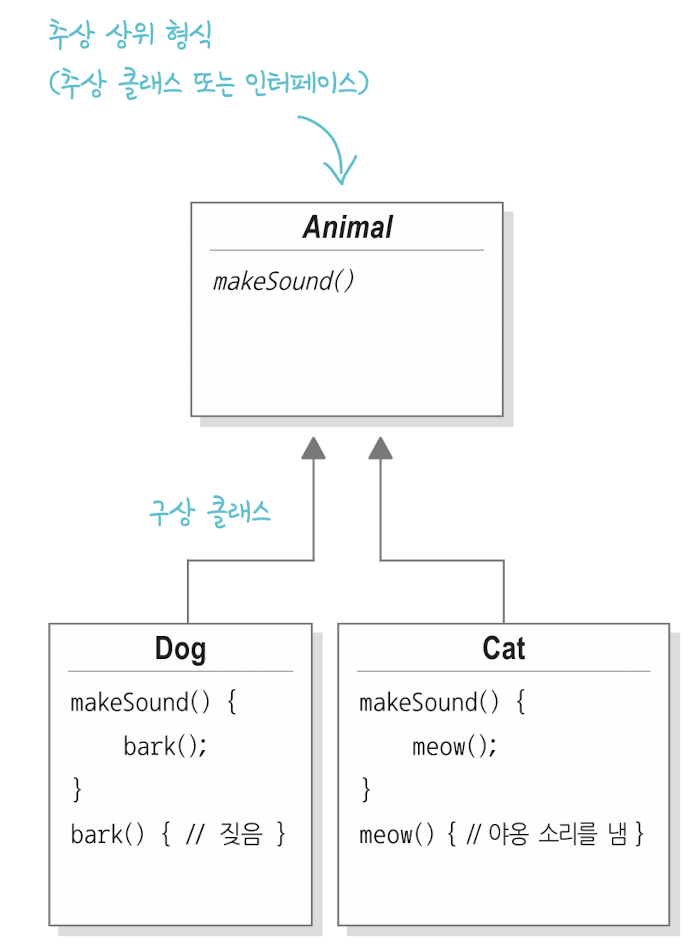 추상 상위 형식
(추상 클래스 또는 인터페이스)
Animal
makeSound()
구상 클래스
Dog
makeSound() {
bark();
}
bark() { // 짖음 }
Cat
makeSound() {
meow();
}
meow() { // 야옹 소리를 냄 }